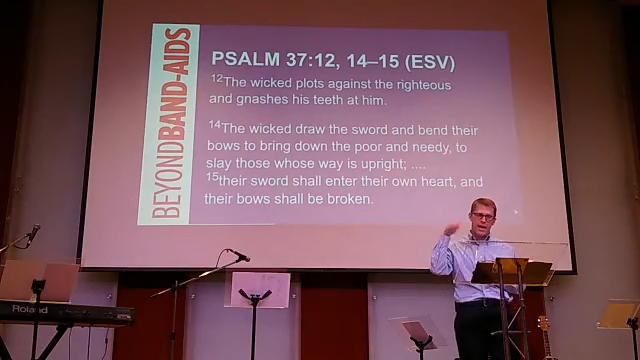 BEYONDBAND-AIDS
PSALM 37:12, 14–15 (ESV)
12The wicked plots against the righteous
and gnashes his teeth at him.
14The wicked draw the sword and bend their
bows to bring down the poor and needy, to
slay those whose way is upright; ....
15their sword shall enter their own heart, and
their bows shall be broken.
Roland